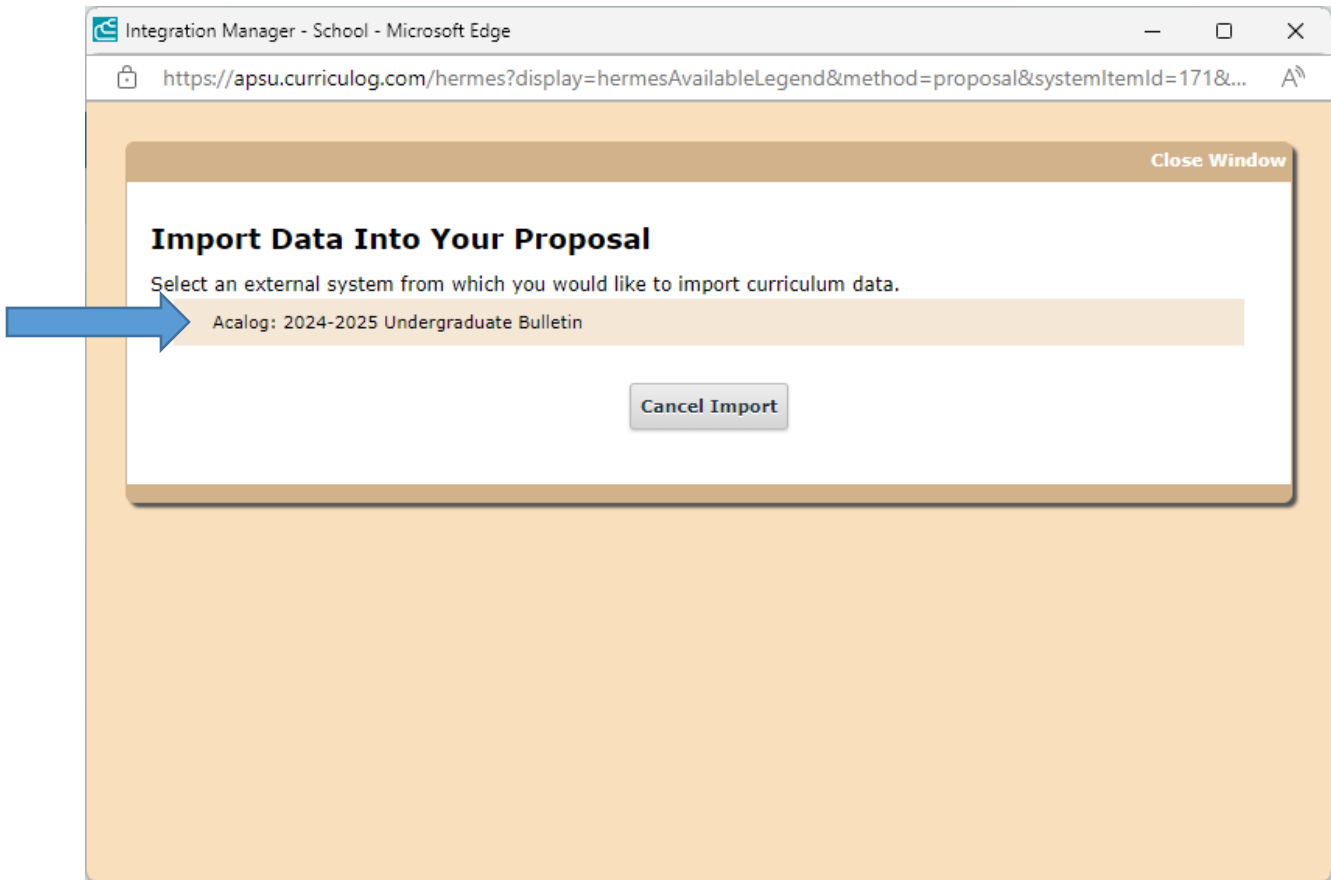 Integration Manager - School - Microsoft Edge
https://apsu.curriculog.com/hermes?display=hermesAvailableLegend&method=proposal&systemItemId=171&...
Close Window
Import Data Into Your Proposal
Select an external system from which you would like to import curriculum data.
Acalog: 2024-2025 Undergraduate Bulletin
Cancel Import